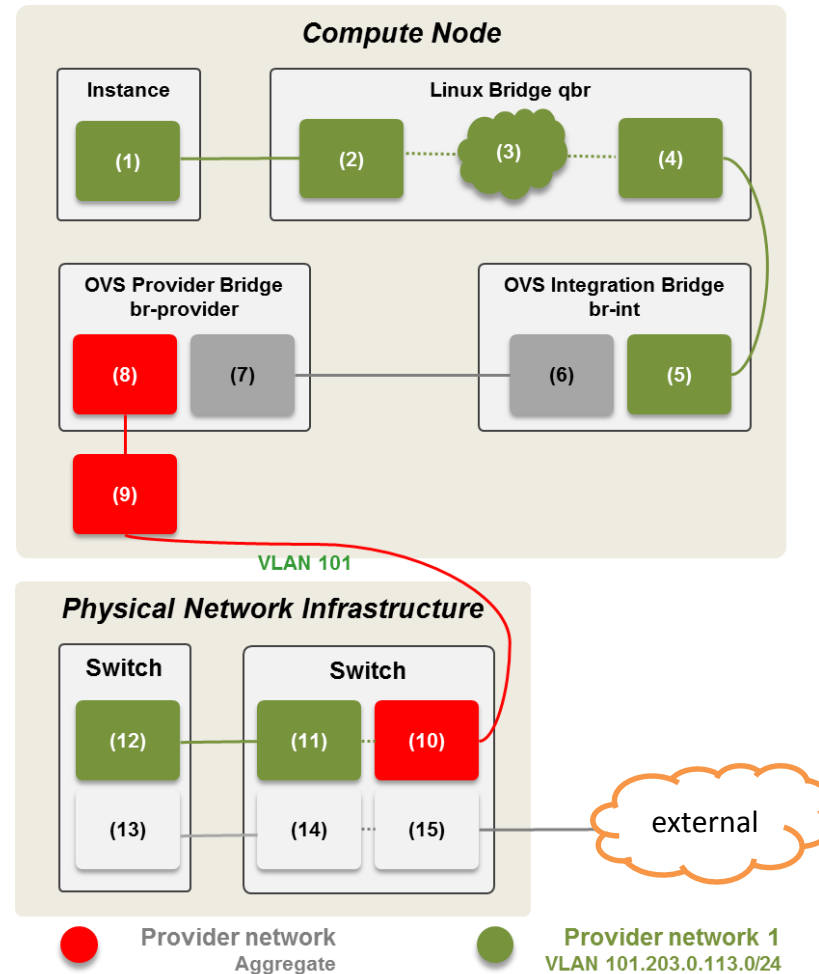 Compute Node
Instance
Linux Bridge qbr
(1)
(2)
(3)
(4)
OVS Provider Bridge
br-provider
OVS Integration Bridge
br-int
(8)
(7)
(6)
(5)
(9)
VLAN 101
Physical Network Infrastructure
Switch
Switch
(12)
(11)
(10)
(13)
(14)
(15)
external
Provider network
Aggregate
Provider network 1
VLAN 101.203.0.113.0/24